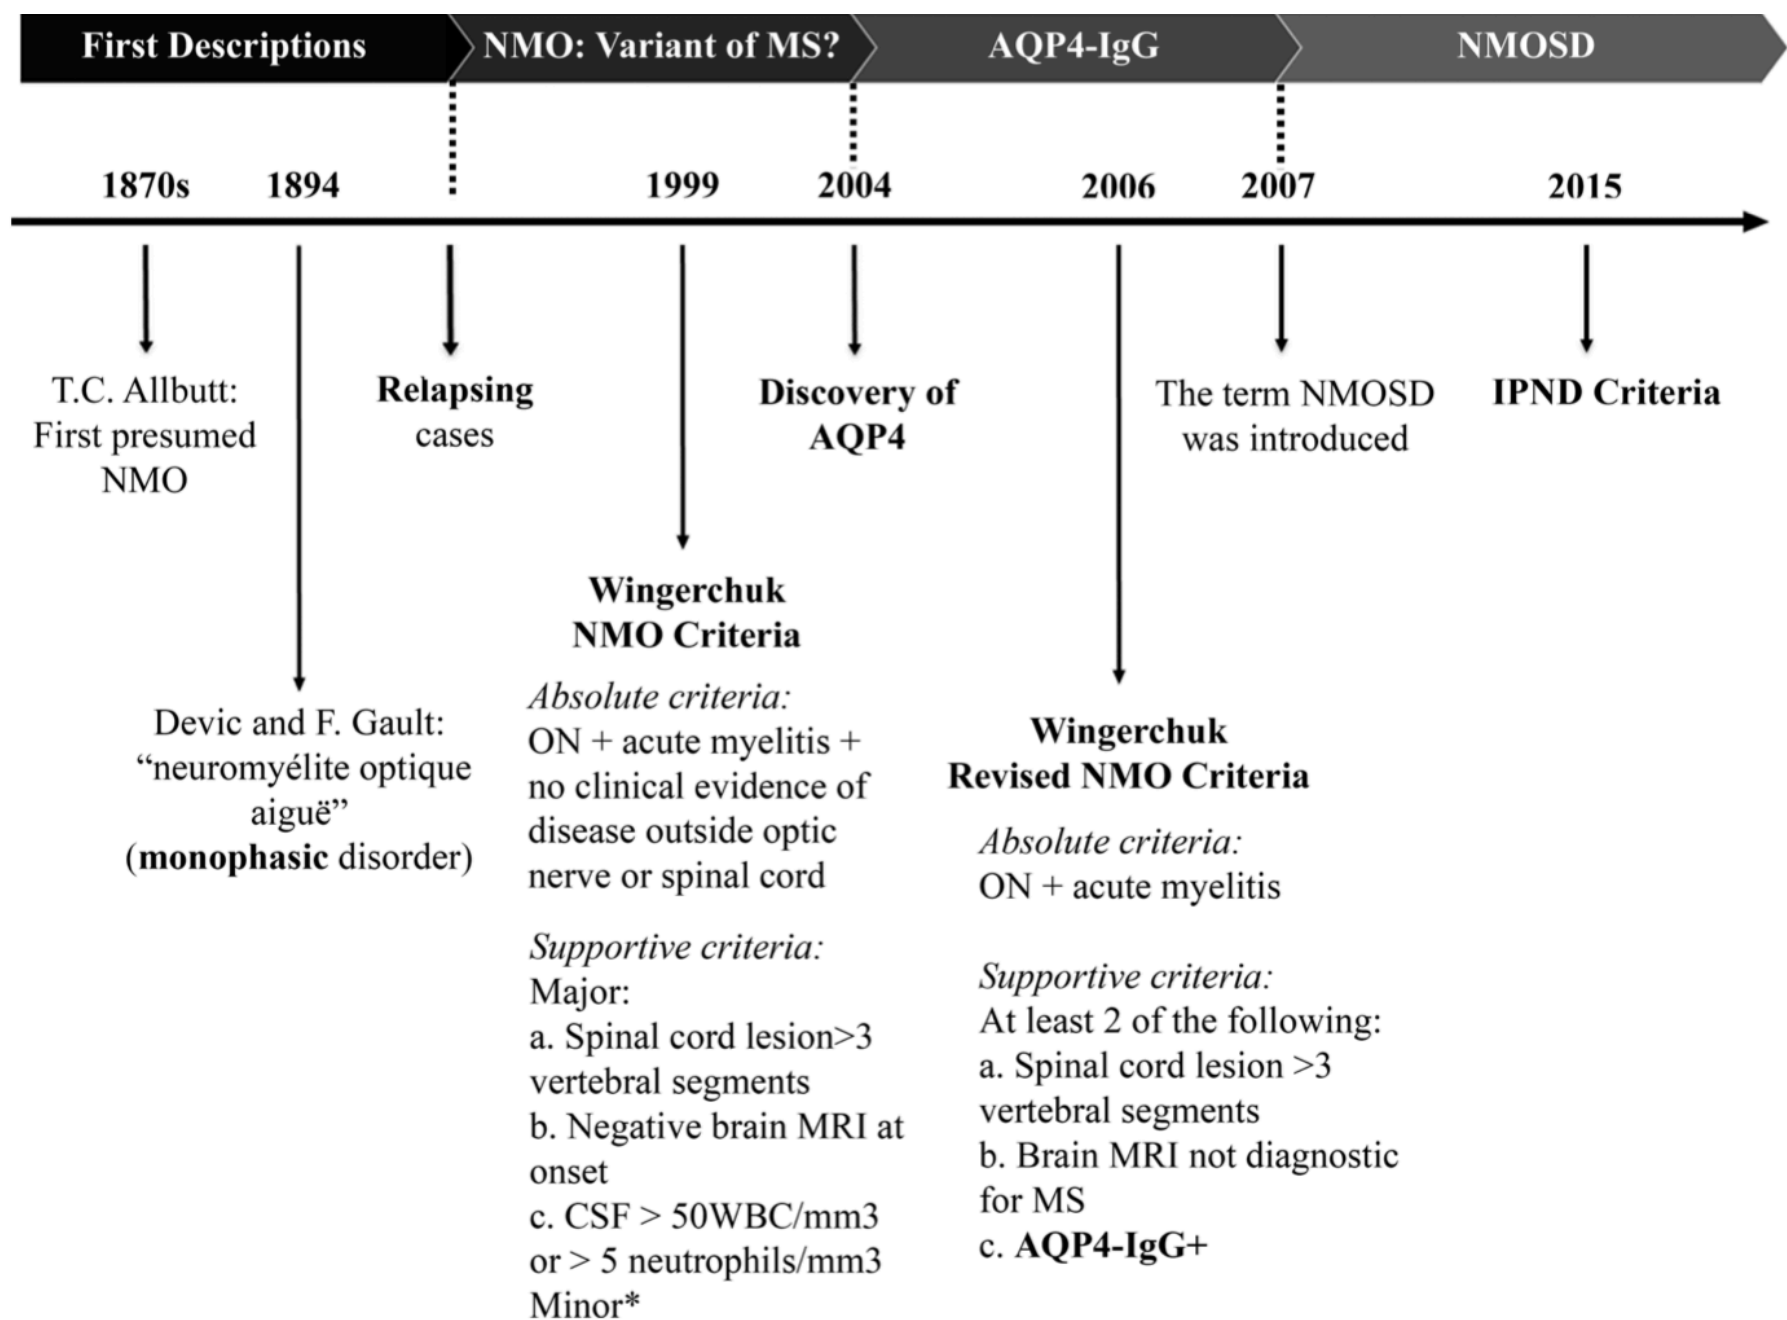 First Descriptions
NMO: Variant of MS?
AQP4-IgG
NMOSD
1870s
1894
1999
2004
2006
2007
2015
T.C. Allbutt:
First presumed
NMO
Devic and F. Gault:
“neuromyélite optique
aiguë”
(monophasic disorder)
Relapsing
cases
Wingerchuk
NMO Criteria
Absolute criteria:
ON + acute myelitis +
no clinical evidence of
disease outside optic
nerve or spinal cord
Supportive criteria:
Major:
a. Spinal cord lesion>3
vertebral segments
b. Negative brain MRI at
onset
c. CSF > 50WBC/mm3
or > 5 neutrophils/mm3
Minor*
Discovery of
AQP4
Wingerchuk
Revised NMO Criteria
Absolute criteria:
ON + acute myelitis
Supportive criteria:
At least 2 of the following:
a. Spinal cord lesion >3
vertebral segments
b. Brain MRI not diagnostic
for MS
c. AQP4-IgG+
The term NMOSD
was introduced
IPND Criteria